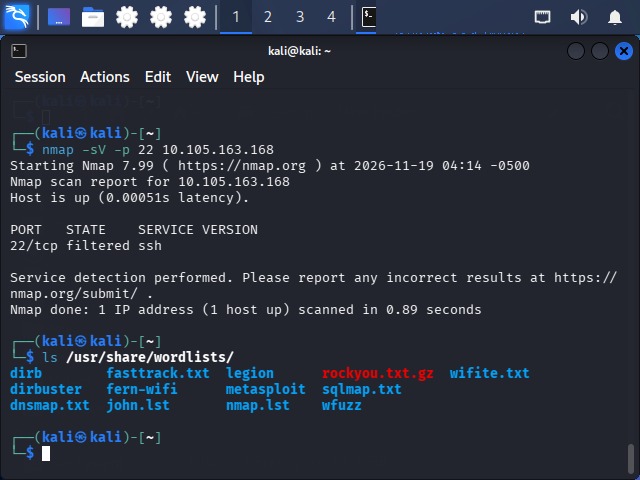 1 2 3 4
kali@kali: ~
Session Actions Edit View Help
┌──(kali㉿kali)-[~]
└─$ nmap -sV -p 22 10.105.163.168
Starting Nmap 7.99 ( https://nmap.org ) at 2026-11-19 04:14 -0500
Nmap scan report for 10.105.163.168
Host is up (0.00051s latency).
PORT   STATE    SERVICE VERSION
22/tcp filtered ssh
Service detection performed. Please report any incorrect results at https://
nmap.org/submit/ .
Nmap done: 1 IP address (1 host up) scanned in 0.89 seconds
┌──(kali㉿kali)-[~]
└─$ ls /usr/share/wordlists/
dirb        fasttrack.txt  legion      rockyou.txt.gz  wifite.txt
dirbuster   fern-wifi      metasploit  sqlmap.txt
dnsmap.txt  john.lst       nmap.lst    wfuzz
┌──(kali㉿kali)-[~]
└─$